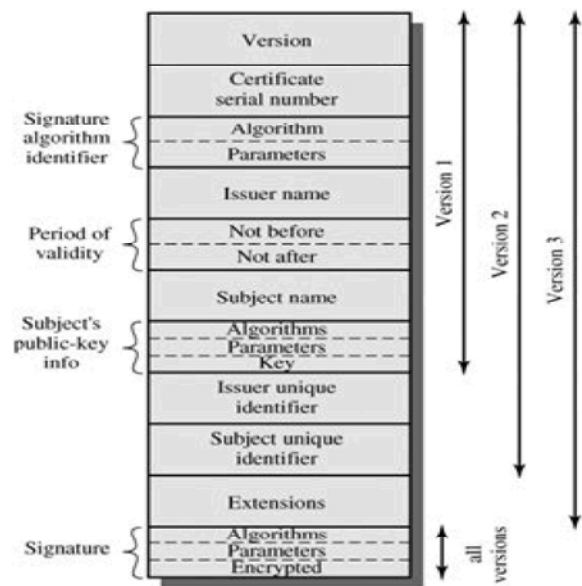 Version
Certificate
serial number
Signature
algorithm
identifier
Algorithm
Parameters
Issuer name
Period of
validity
Not before
Not after
Subject name
Subject's
public-key
info
Algorithms
Parameters
Key
Issuer unique
identifier
Subject unique
identifier
Extensions
Signature
Algorithms
Parameters
Encrypted
Version 1
Version 2
Version 3
all
versions